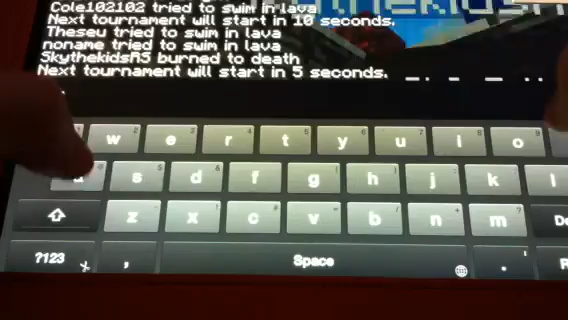 Cole102102 tried to swim in lava
Next tournament will start in 10 seconds.
Theseu tried to swim in lava
noname tried to swim in lava
SkythekidsRS burned to death
Next tournament will start in 5 seconds.
w e r t y u i o
a s d f g h j k l
z x c v b n m
?123 , Space .